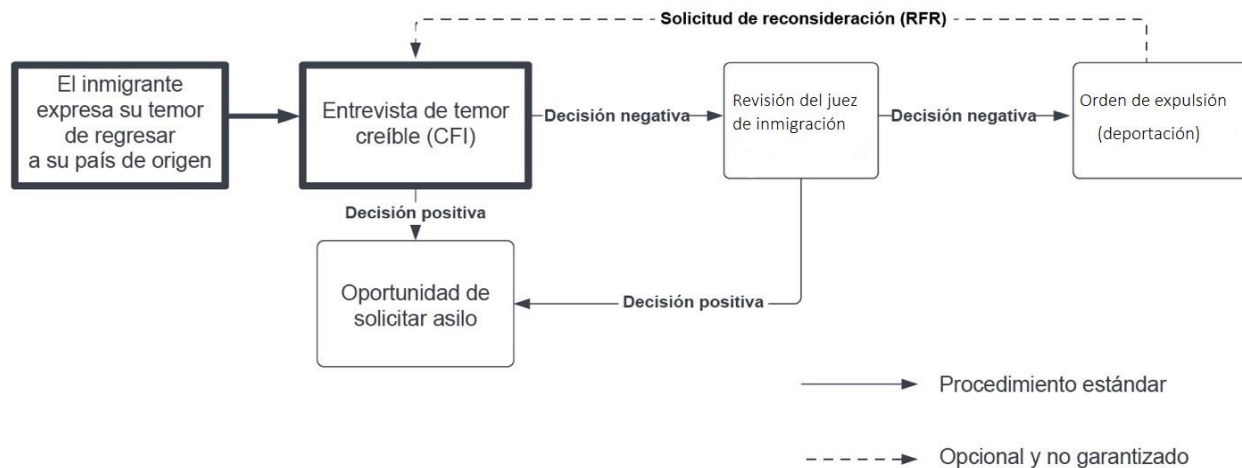 Solicitud de reconsideración (RFR)
El inmigrante
expresa su temor
de regresar
a su país de origen
Entrevista de temor
creíble (CFI)
Decisión negativa
Revisión del juez
de inmigración
Decisión negativa
Orden de expulsión
(deportación)
Decisión positiva
Oportunidad de
solicitar asilo
Decisión positiva
Procedimiento estándar
Opcional y no garantizado